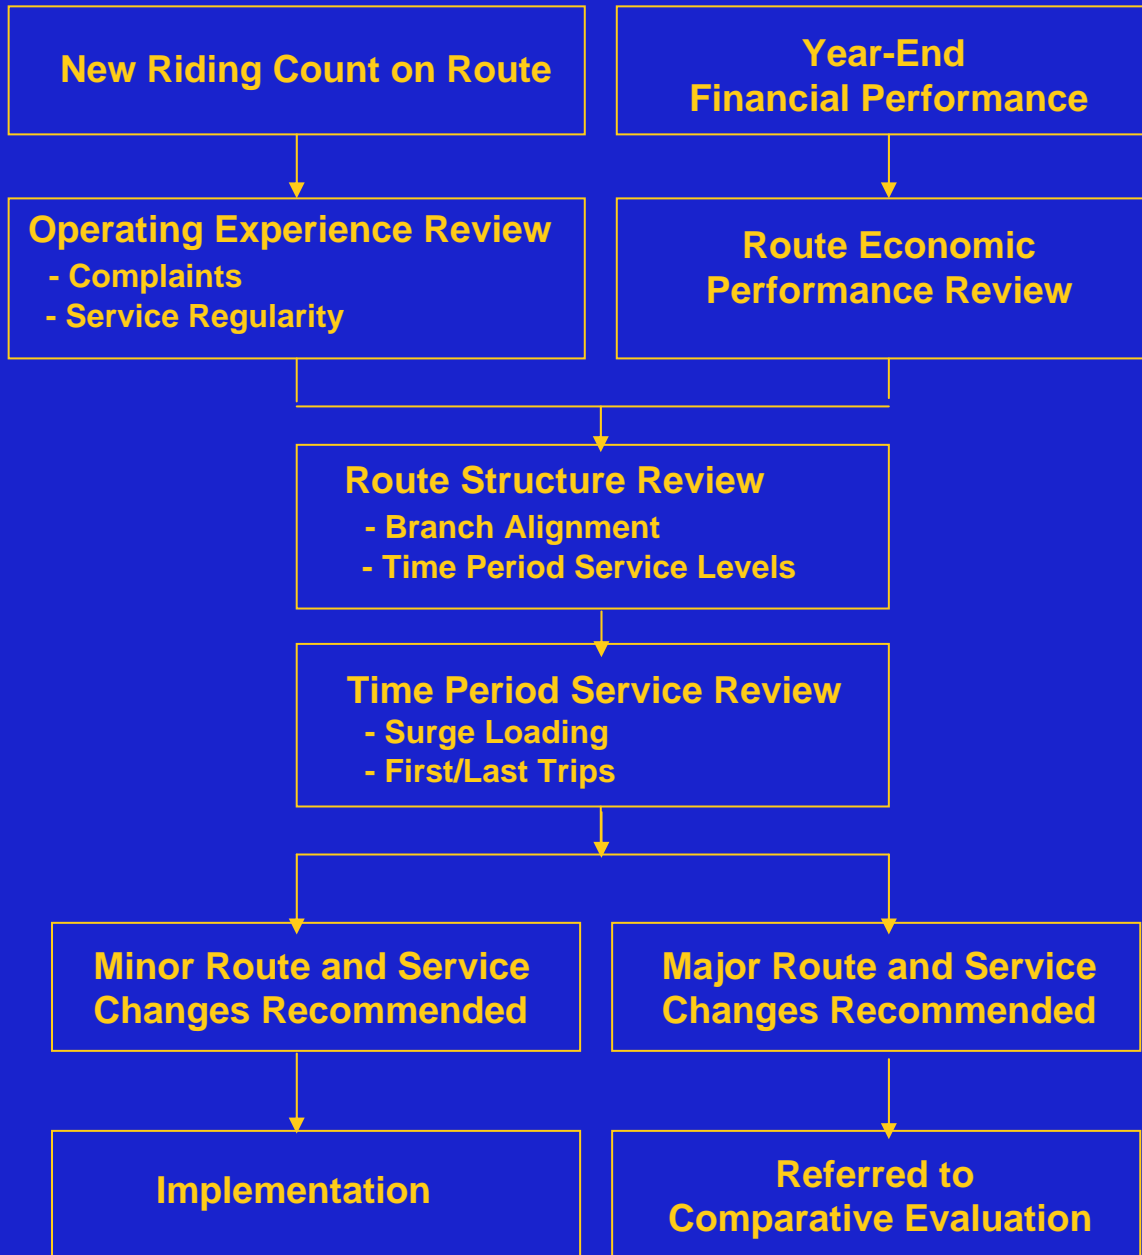 New Riding Count on Route
Year-End
Financial Performance
Operating Experience Review
- Complaints
- Service Regularity
Route Economic
Performance Review
Route Structure Review
- Branch Alignment
- Time Period Service Levels
Time Period Service Review
- Surge Loading
- First/Last Trips
Minor Route and Service
Changes Recommended
Major Route and Service
Changes Recommended
Implementation
Referred to
Comparative Evaluation